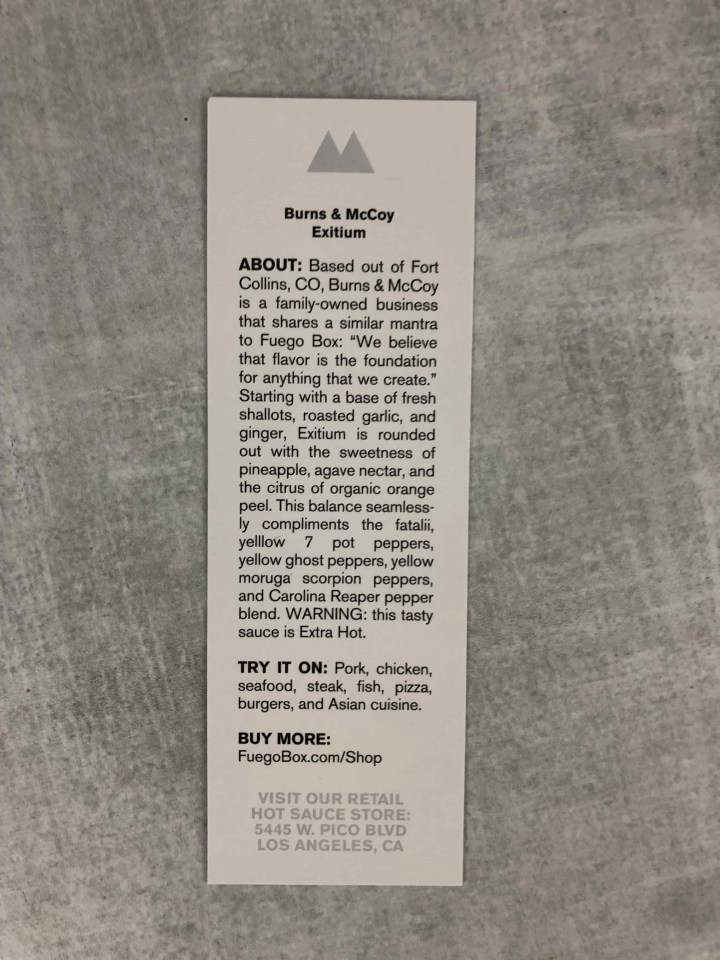 Burns & McCoy
Exitium
ABOUT: Based out of Fort
Collins, CO, Burns & McCoy
is a family-owned business
that shares a similar mantra
to Fuego Box: “We believe
that flavor is the foundation
for anything that we create.”
Starting with a base of fresh
shallots, roasted garlic, and
ginger, Exitium is rounded
out with the sweetness of
pineapple, agave nectar, and
the citrus of organic orange
peel. This balance seamless-
ly compliments the fatalii,
yelllow 7 pot peppers,
yellow ghost peppers, yellow
moruga scorpion peppers,
and Carolina Reaper pepper
blend. WARNING: this tasty
sauce is Extra Hot.
TRY IT ON: Pork, chicken,
seafood, steak, fish, pizza,
burgers, and Asian cuisine.
BUY MORE:
FuegoBox.com/Shop
VISIT OUR RETAIL
HOT SAUCE STORE:
5445 W. PICO BLVD
LOS ANGELES, CA